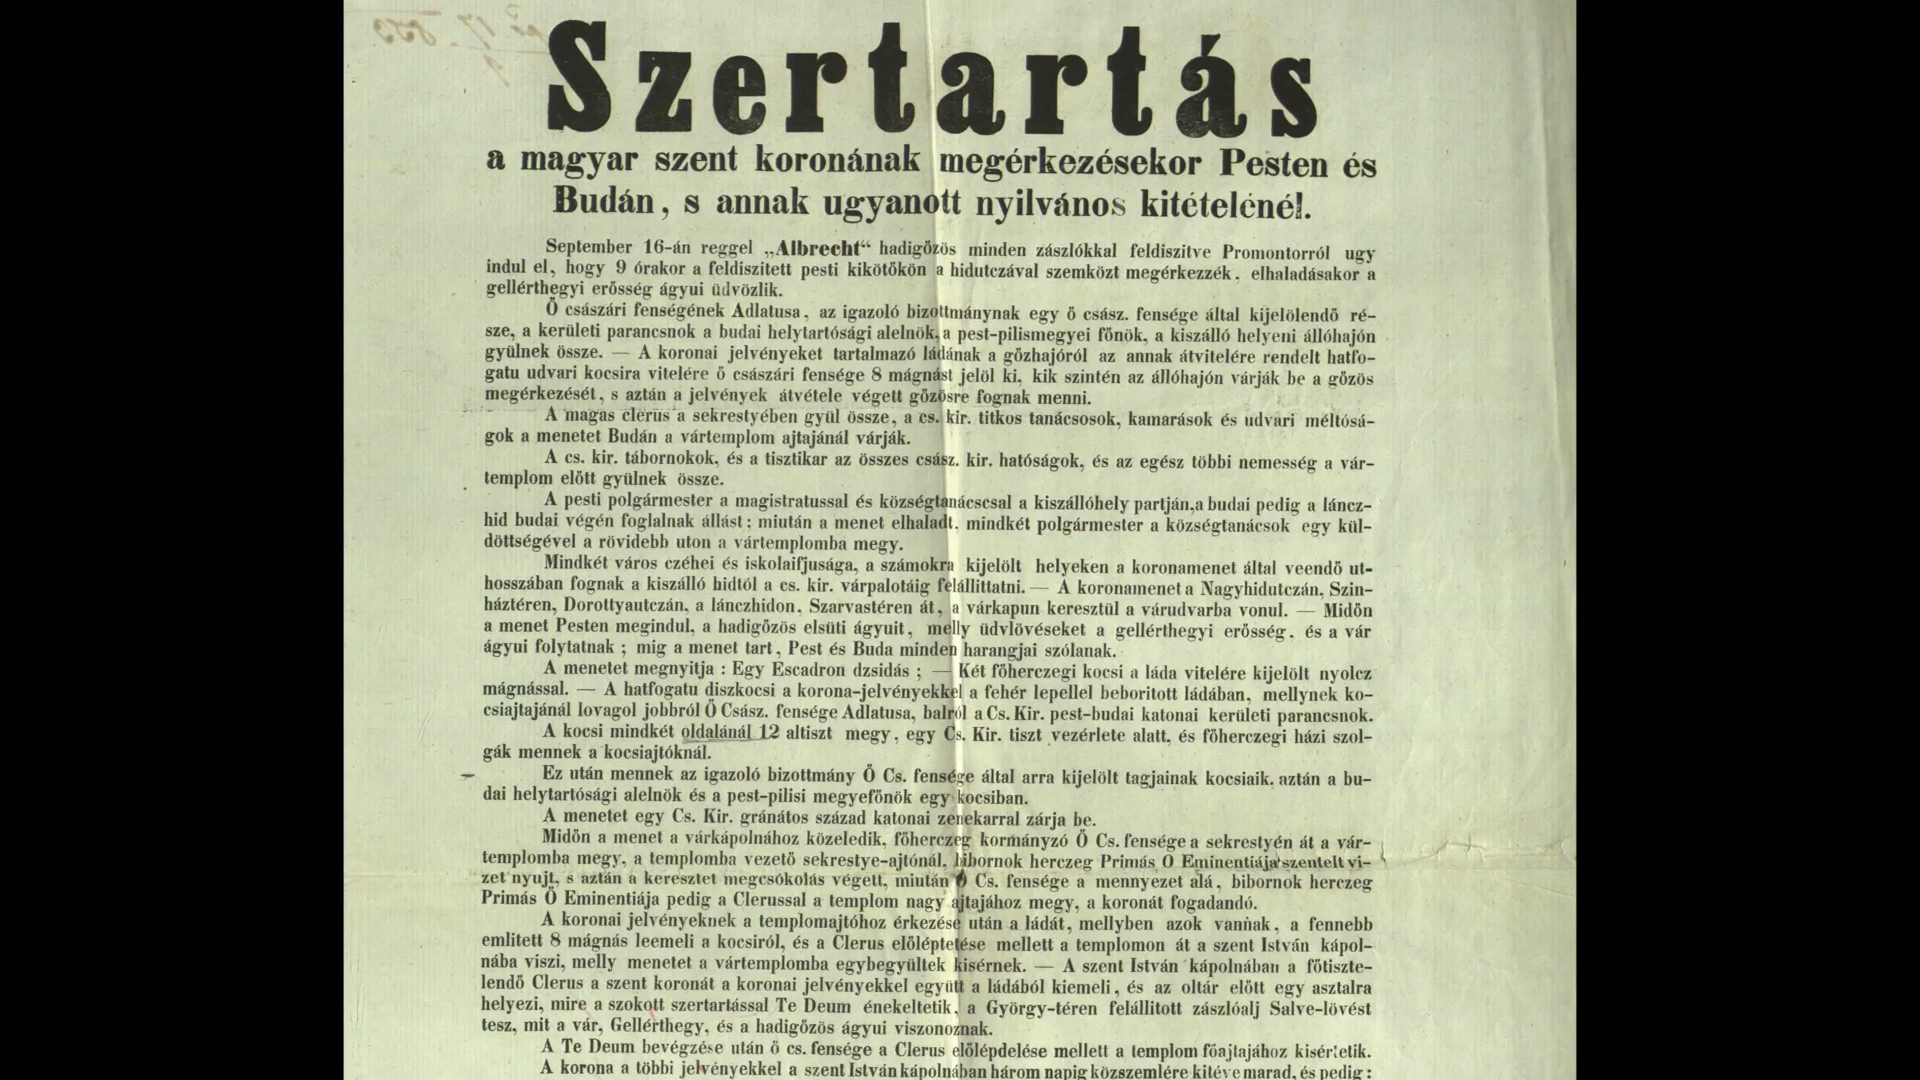 Szertartás
a magyar szent koronának megérkezésekor Pesten és
Budán, s annak ugyanott nyilvános kitételénél.
September 16-án reggel „Albrecht“ hadigőzös minden zászlókkal feldiszitve Promontorról ugy
indul el, hogy 9 órakor a feldiszitett pesti kikötőkön a hidutczával szemközt megérkezzék, elhaladásakor a
gellérthegyi erősség ágyui üdvözlik.
Ő császári fenségének Adlatusa, az igazoló bizottmánynak egy ő csász. fensége által kijelölendő ré-
sze, a kerületi parancsnok a budai helytartósági alelnök, a pest-pilismegyei főnök, a kiszálló helyeni állóhajón
gyülnek össze. — A koronai jelvényeket tartalmazó ládának a gőzhajóról az annak átvitelére rendelt hatfo-
gatu udvari kocsira vitelére ő császári fensége 8 mágnást jelöl ki, kik szintén az állóhajón várják be a gőzös
megérkezését, s aztán a jelvények átvétele végett gőzösre fognak menni.
A magas clerus a sekrestyében gyül össze, a cs. kir. titkos tanácsosok, kamarások és udvari méltósá-
gok a menetet Budán a vártemplom ajtajánál várják.
A cs. kir. tábornokok, és a tisztikar az összes csász. kir. hatóságok, és az egész többi nemesség a vár-
templom előtt gyülnek össze.
A pesti polgármester a magistratussal és községtanácscsal a kiszállóhely partján, a budai pedig a láncz-
hid budai végén foglalnak állást; miután a menet elhaladt, mindkét polgármester a községtanácsok egy kül-
döttségével a rövidebb uton a vártemplomba megy.
Mindkét város czéhei és iskolaifjusága, a számokra kijelölt helyeken a koronamenet által veendő ut-
hosszában fognak a kiszálló hidtól a cs. kir. várpalotáig felállittatni. — A koronamenet a Nagyhidutczán, Szin-
háztéren, Dorottyautczán, a lánczhidon, Szarvastéren át, a várkapun keresztül a várudvarba vonul. — Midőn
a menet Pesten megindul, a hadigőzös elsüti ágyuit, melly üdvlövéseket a gellérthegyi erősség, és a vár
ágyui folytatnak ; mig a menet tart, Pest és Buda minden harangjai szólanak.
A menetet megnyitja : Egy Escadron dzsidás ; — Két főherczegi kocsi a láda vitelére kijelölt nyolcz
mágnással. — A hatfogatu diszkocsi a korona-jelvényekkel a fehér lepellel beboritott ládában, mellynek ko-
csiajtajánál lovagol jobbról Ő Csász. fensége Adlatusa, balról a Cs. Kir. pest-budai katonai kerületi parancsnok.
A kocsi mindkét oldalánál 12 altiszt megy, egy Cs. Kir. tiszt vezérlete alatt, és főherczegi házi szol-
gák mennek a kocsiajtóknál.
Ez után mennek az igazoló bizottmány Ő Cs. fensége által arra kijelölt tagjainak kocsiaik, aztán a bu-
dai helytartósági alelnök és a pest-pilisi megyefőnök egy kocsiban.
A menetet egy Cs. Kir. gránátos század katonai zenekarral zárja be.
Midőn a menet a várkápolnához közeledik, főherczeg kormányzó Ő Cs. fensége a sekrestyén át a vár-
templomba megy, a templomba vezető sekrestye-ajtónál, bibornok herczeg Primás Ő Eminentiája szentelt vi-
zet nyujt, s aztán a keresztet megcsókolás végett, miután Ő Cs. fensége a mennyezet alá, bibornok herczeg
Primás Ő Eminentiája pedig a Clerussal a templom nagy ajtajához megy, a koronát fogadandó.
A koronai jelvényeknek a templomajtóhoz érkezése után a ládát, mellyben azok vannak, a fennebb
emlitett 8 mágnás leemeli a kocsiról, és a Clerus előléptetése mellett a templomon át a szent István kápol-
nába viszi, melly menetet a vártemplomba egybegyültek kisérnek. — A szent István kápolnában a főtiszte-
lendő Clerus a szent koronát a koronai jelvényekkel együtt a ládából kiemeli, és az oltár előtt egy asztalra
helyezi, mire a szokott szertartással Te Deum énekeltetik, a György-téren felállitott zászlóalj Salve-lövést
tesz, mit a vár, Gellérthegy, és a hadigőzös ágyui viszonoznak.
A Te Deum bevégzése után ő cs. fensége a Clerus előlépdelése mellett a templom főajtajához kisértetik.
A korona a többi jelvényekkel a szent István kápolnában három napig közszemlére kitéve marad, és pedig :